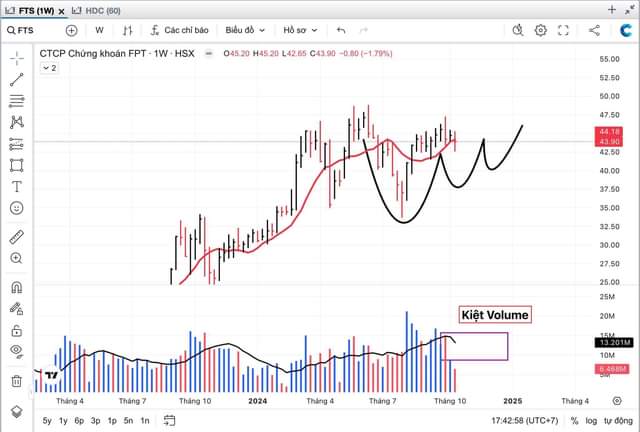 FTS (1W)
HDC (60)
FTS
W
Các chỉ báo
Biểu đồ
Hồ sơ
CTCP Chứng khoán FPT · 1W · HSX
O45.20 H45.20 L42.65 C43.90 −0.80 (−1.79%)
2
55.00
50.00
47.50
44.18
43.90
42.50
40.00
37.50
35.00
32.50
30.00
27.50
25.00
25M
20M
Kiệt Volume
15M
13.201M
10M
6.468M
5M
Tháng 4
Tháng 7
Tháng 10
2024
Tháng 4
Tháng 7
Tháng 10
2025
Tháng 4
5y 1y 6p 3p 1p 5n 1n
17:42:58 (UTC+7)
%
log
tự động